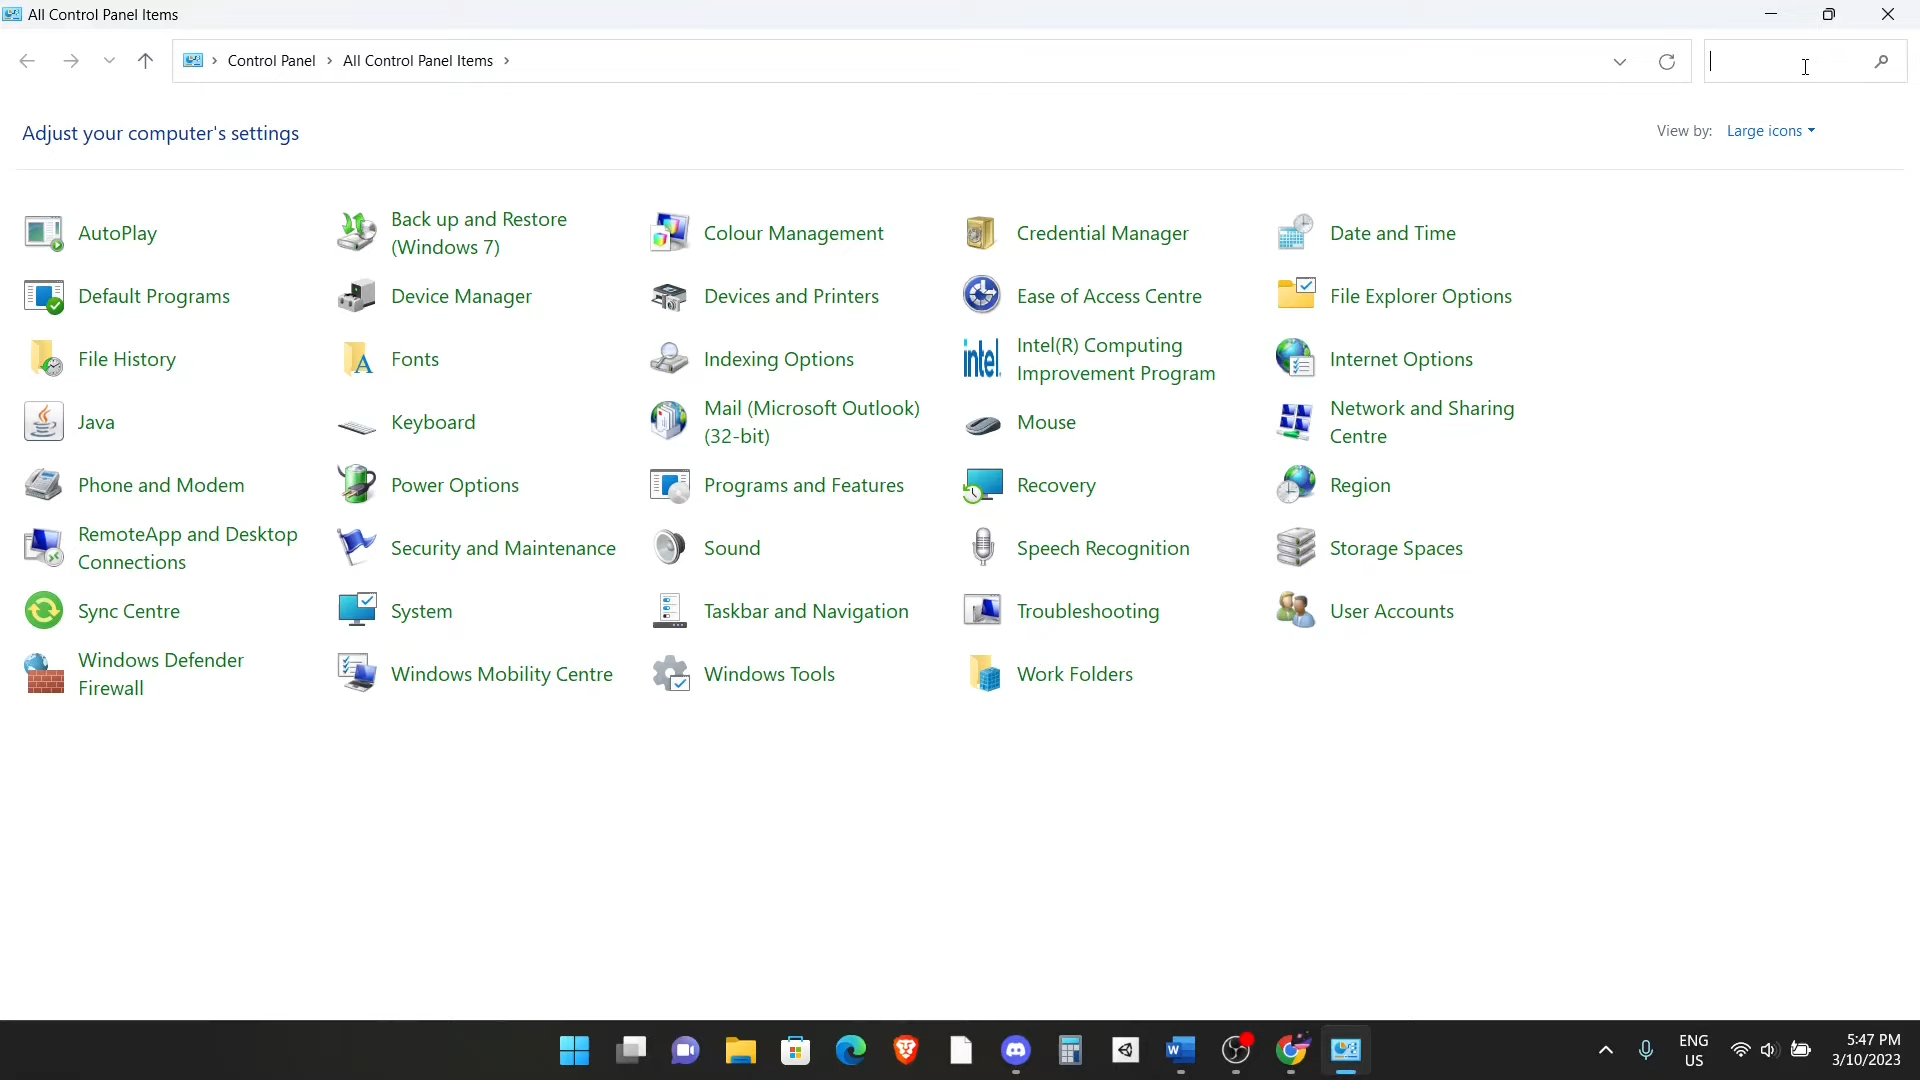 All Control Panel Items
Control Panel
All Control Panel Items
Adjust your computer's settings
View by: Large icons
AutoPlay
Back up and Restore
(Windows 7)
Colour Management
Credential Manager
Date and Time
Default Programs
Device Manager
Devices and Printers
Ease of Access Centre
File Explorer Options
File History
Fonts
Indexing Options
intel.
Intel(R) Computing
Improvement Program
Internet Options
Java
Keyboard
Mail (Microsoft Outlook)
(32-bit)
Mouse
Network and Sharing
Centre
Phone and Modem
Power Options
Programs and Features
Recovery
Region
RemoteApp and Desktop
Connections
Security and Maintenance
Sound
Speech Recognition
Storage Spaces
Sync Centre
System
Taskbar and Navigation
Troubleshooting
User Accounts
Windows Defender
Firewall
Windows Mobility Centre
Windows Tools
Work Folders
ENG
US
5:47 PM
3/10/2023